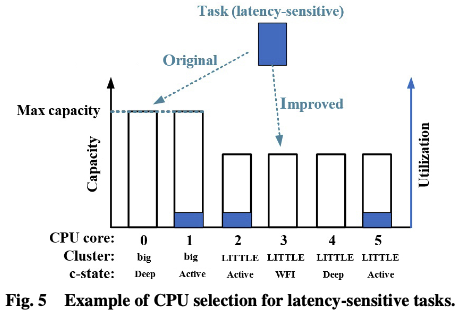 Task (latency-sensitive)
Original
Improved
Max capacity
Capacity
Utilization
CPU core: 0 1 2 3 4 5
Cluster: big big LITTLE LITTLE LITTLE LITTLE
c-state: Deep Active Active WFI Deep Active
Fig. 5 Example of CPU selection for latency-sensitive tasks.